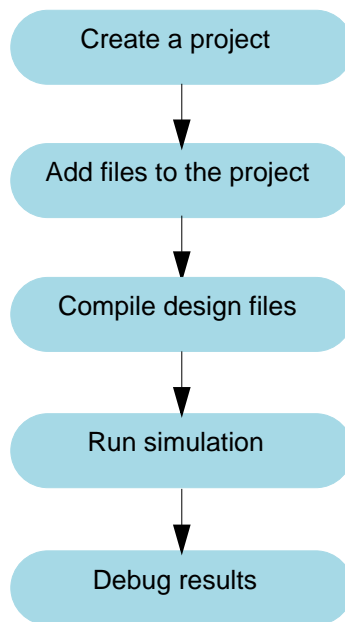 Create a project
Add files to the project
Compile design files
Run simulation
Debug results